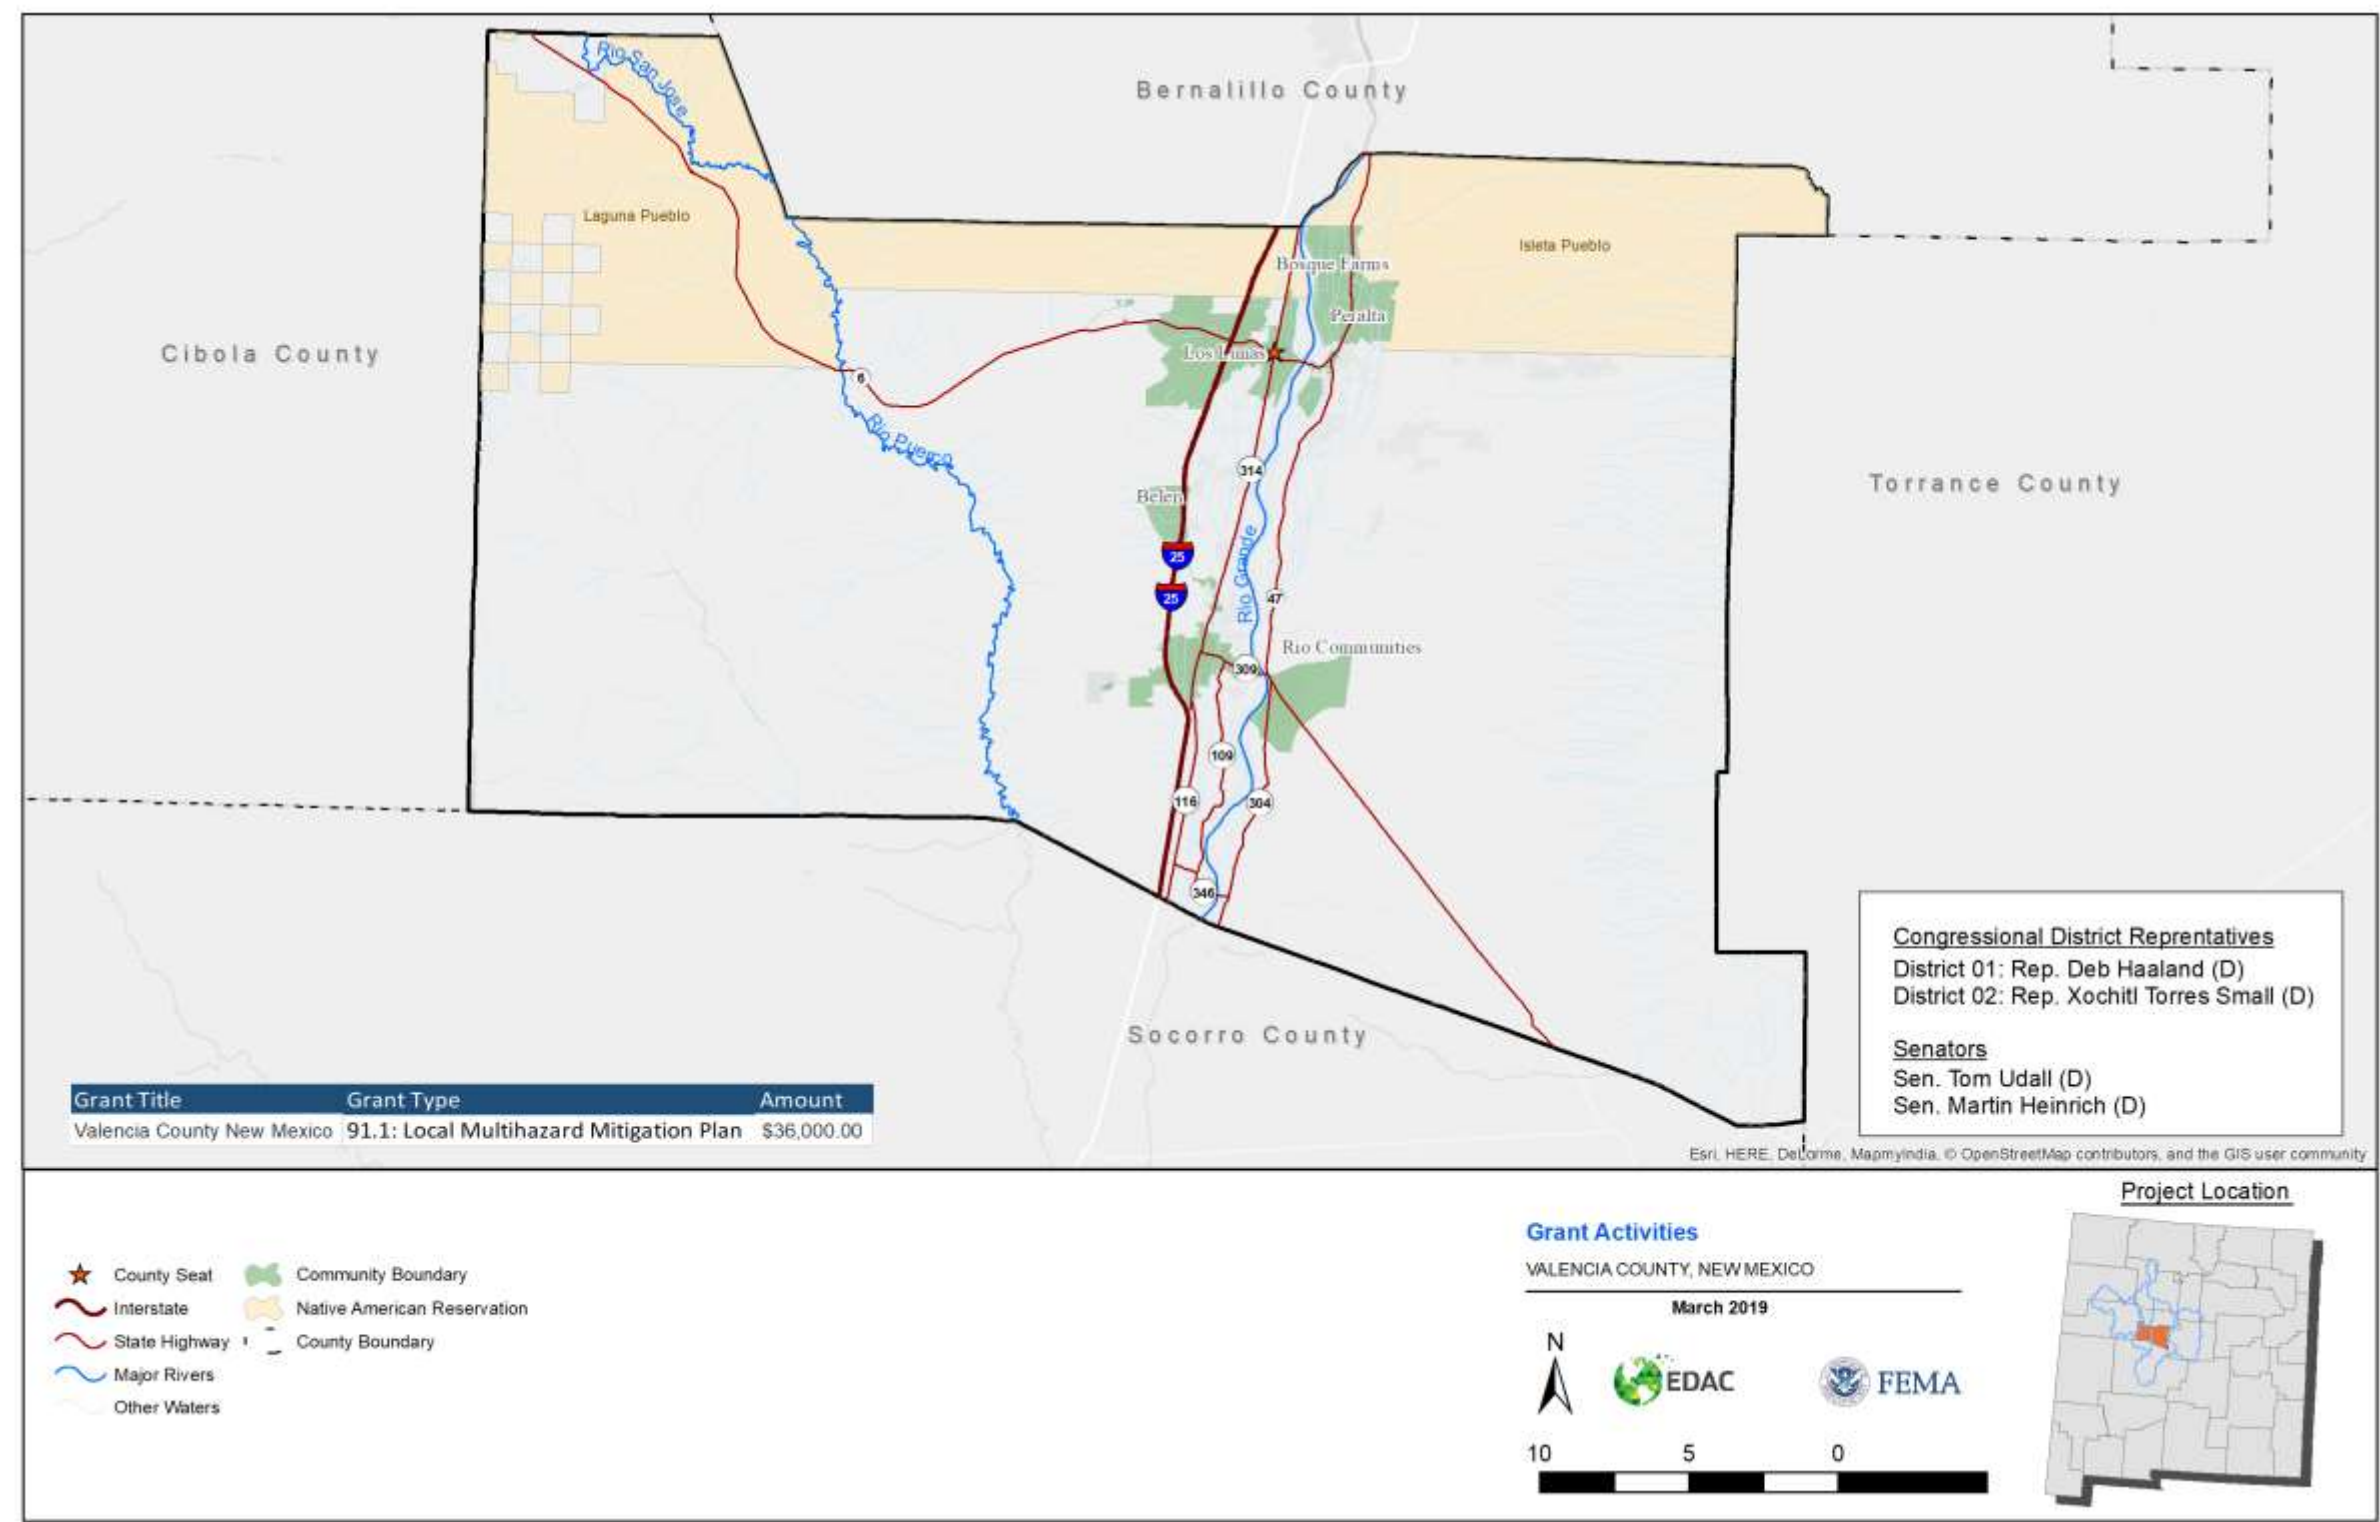 Rio San Jose
Bernalillo County
Laguna Pueblo
Isleta Pueblo
Bosque Farms
Peralta
Cibola County
Los Lunas
6
Rio Puerco
314
Torrance County
Belen
25
Rio Grande
25
47
Rio Communities
309
109
116
304
346
Socorro County
Congressional District Reprentatives
District 01: Rep. Deb Haaland (D)
District 02: Rep. Xochitl Torres Small (D)
Senators
Sen. Tom Udall (D)
Sen. Martin Heinrich (D)
Grant Title Grant Type Amount
Valencia County New Mexico 91.1: Local Multihazard Mitigation Plan $36,000.00
Esri, HERE, DeLorme, MapmyIndia, © OpenStreetMap contributors, and the GIS user community
County Seat
Interstate
State Highway
Major Rivers
Other Waters
Community Boundary
Native American Reservation
County Boundary
Grant Activities
VALENCIA COUNTY, NEW MEXICO
March 2019
N
EDAC
FEMA
10 5 0
Project Location